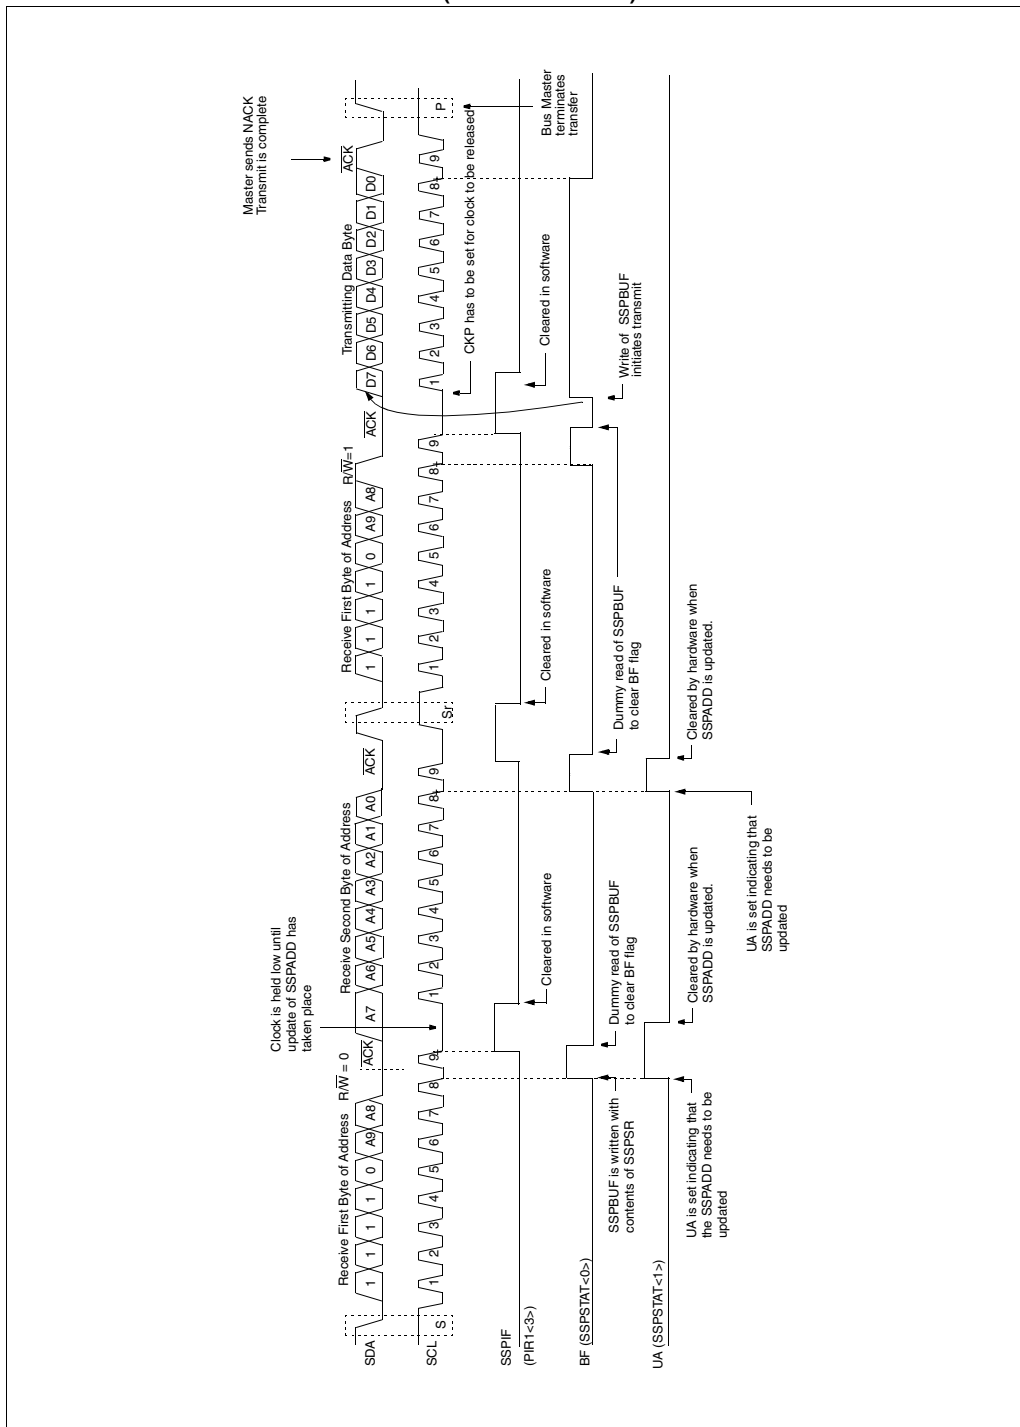 Master sends NACK
Transmit is complete
Clock is held low until
update of SSPADD has
taken place
Receive First Byte of Address R/W = 0
ACK
Receive Second Byte of Address
ACK
Receive First Byte of Address R/W=1
ACK
Transmitting Data Byte
ACK
SDA
1 1 1 1 0 A9 A8
A7 A6 A5 A4 A3 A2 A1 A0
1 1 1 1 0 A9 A8
D7 D6 D5 D4 D3 D2 D1 D0
SCL
S 1 2 3 4 5 6 7 8 9
1 2 3 4 5 6 7 8 9
Sr 1 2 3 4 5 6 7 8 9
1 2 3 4 5 6 7 8 9 P
CKP has to be set for clock to be released
Bus Master
terminates
transfer
SSPIF
(PIR1<3>)
Cleared in software
Cleared in software
Cleared in software
BF (SSPSTAT<0>)
SSPBUF is written with
contents of SSPSR
Dummy read of SSPBUF
to clear BF flag
Dummy read of SSPBUF
to clear BF flag
Write of SSPBUF
initiates transmit
UA (SSPSTAT<1>)
UA is set indicating that
the SSPADD needs to be
updated
Cleared by hardware when
SSPADD is updated.
UA is set indicating that
SSPADD needs to be
updated
Cleared by hardware when
SSPADD is updated.